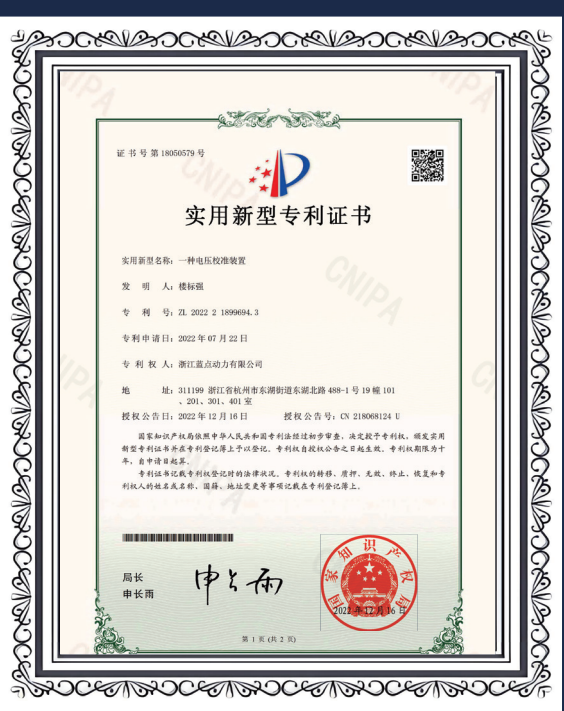 证书号第18050579号
实用新型专利证书
实用新型名称：一种电压校准装置
发 明 人：楼标强
专 利 号：ZL 2022 2 1899694.3
专利申请日：2022年07月22日
专 利 权 人：浙江蓝点动力有限公司
地 址：311199 浙江省杭州市东湖街道东湖北路488-1号19幢101
、201、301、401室
授权公告日：2022年12月16日 授权公告号：CN 218068124 U
国家知识产权局依照中华人民共和国专利法经过初步审查，决定授予专利权，颁发实用
新型专利证书并在专利登记簿上予以登记。专利权自授权公告之日起生效。专利权期限为十
年，自申请日起算。
专利证书记载专利权登记时的法律状况。专利权的转移、质押、无效、终止、恢复和专
利权人的姓名或名称、国籍、地址变更等事项记载在专利登记簿上。
局长
申长雨
申长雨
国家知识产权局
2022年12月16日
第 1 页 (共 2 页)
CNIPA
CNIPA
CNIPA
CNIPA